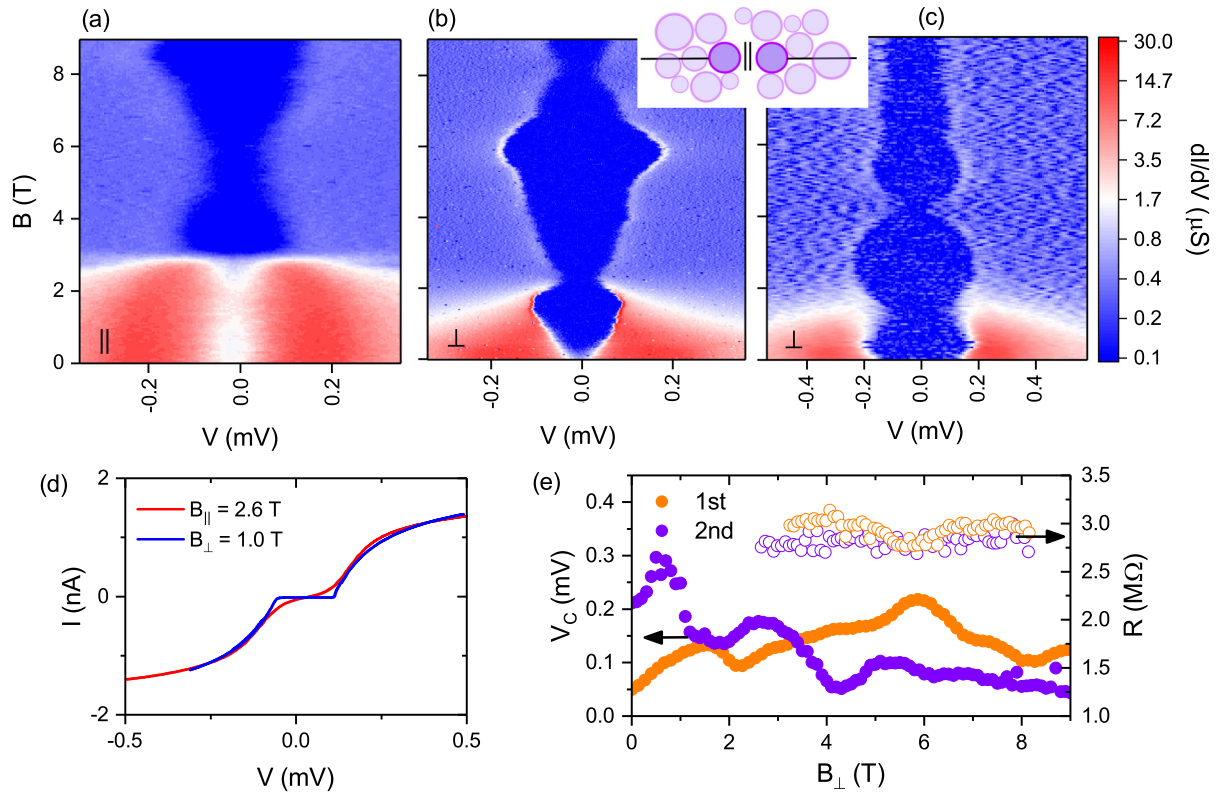 (a)
(b)
(c)
B (T)
8
6
4
2
0
||
⊥
⊥
-0.2
0.0
0.2
-0.2
0.0
0.2
-0.4
-0.2
0.0
0.2
0.4
V (mV)
V (mV)
V (mV)
30.0
14.7
7.2
3.5
1.7
0.8
0.4
0.2
0.1
dI/dV (μS)
(d)
B|| = 2.6 T
B⊥ = 1.0 T
I (nA)
2
0
-2
-0.5
0.0
0.5
V (mV)
(e)
1st
2nd
VC (mV)
0.4
0.3
0.2
0.1
0.0
0
2
4
6
8
B⊥ (T)
3.5
3.0
2.5
2.0
1.5
1.0
R (MΩ)